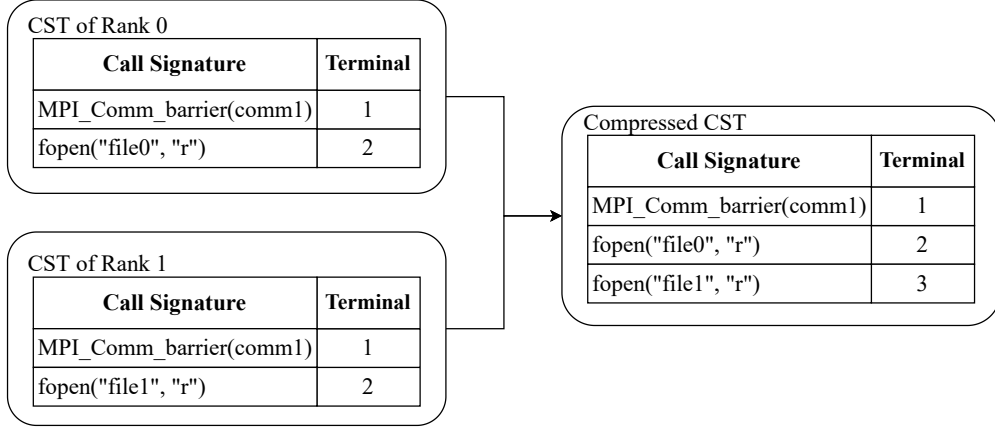 CST of Rank 0
Call Signature Terminal
MPI_Comm_barrier(comm1) 1
fopen("file0", "r") 2
CST of Rank 1
Call Signature Terminal
MPI_Comm_barrier(comm1) 1
fopen("file1", "r") 2
Compressed CST
Call Signature Terminal
MPI_Comm_barrier(comm1) 1
fopen("file0", "r") 2
fopen("file1", "r") 3